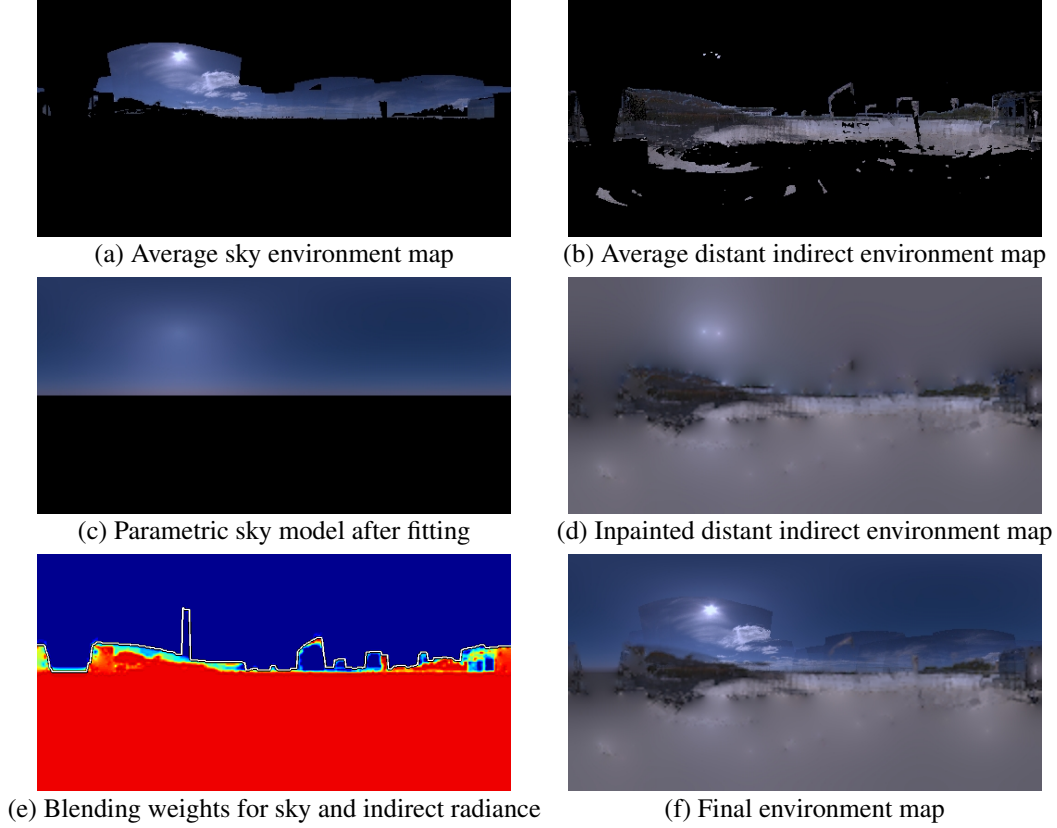 (a) Average sky environment map
(b) Average distant indirect environment map
(c) Parametric sky model after fitting
(d) Inpainted distant indirect environment map
(e) Blending weights for sky and indirect radiance
(f) Final environment map